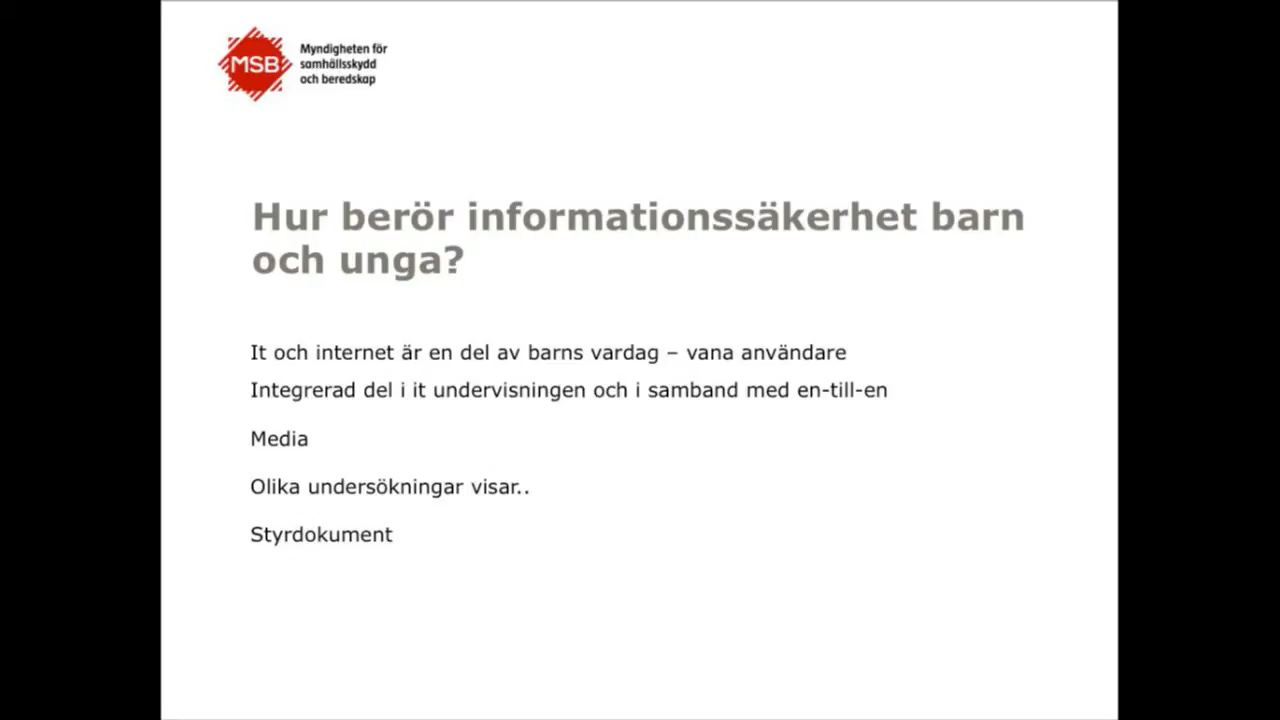 MSB
Myndigheten för
samhällsskydd
och beredskap
Hur berör informationssäkerhet barn
och unga?
It och internet är en del av barns vardag – vana användare
Integrerad del i it undervisningen och i samband med en-till-en
Media
Olika undersökningar visar..
Styrdokument